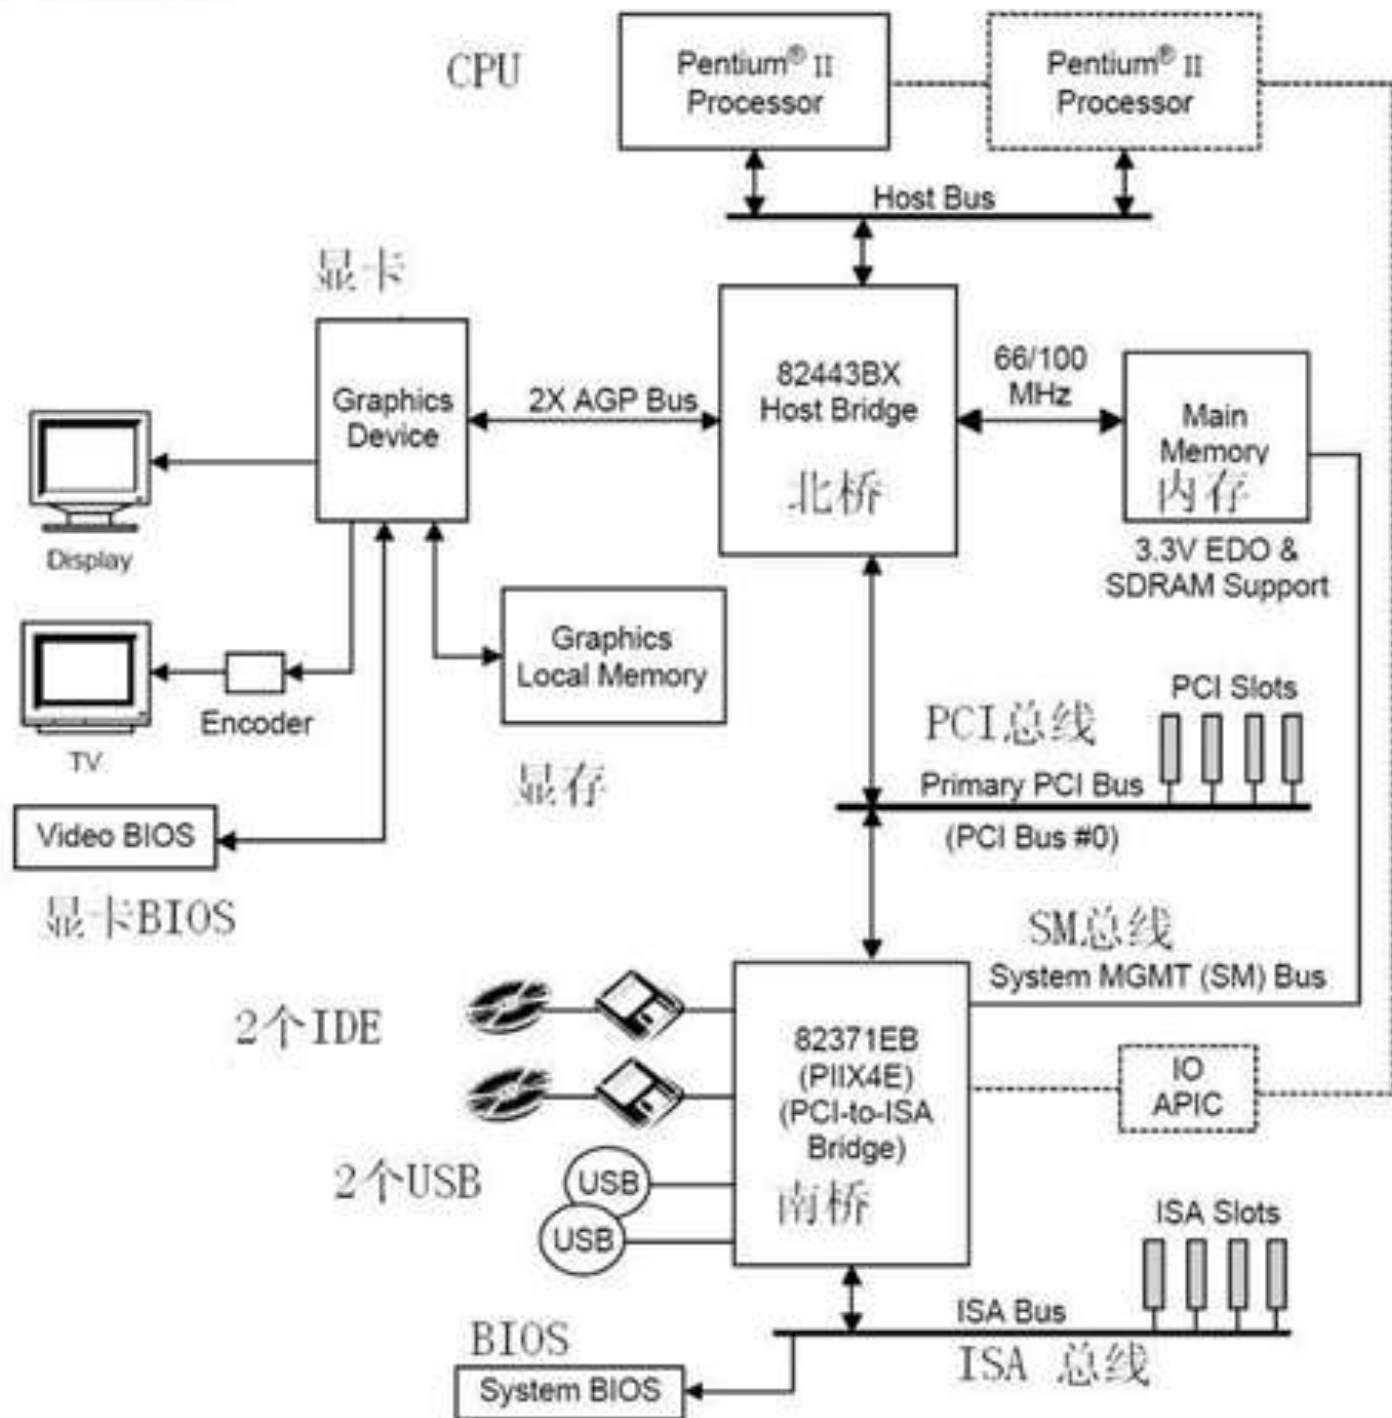 CPU
Pentium® II
Processor
Pentium® II
Processor
Host Bus
显卡
Graphics
Device
2X AGP Bus
82443BX
Host Bridge
北桥
66/100
MHz
Main
Memory
内存
3.3V EDO &
SDRAM Support
Display
Graphics
Local Memory
显存
Encoder
TV
Video BIOS
显卡BIOS
PCI Slots
PCI总线
Primary PCI Bus
(PCI Bus #0)
SM总线
System MGMT (SM) Bus
2个IDE
82371EB
(PIIX4E)
(PCI-to-ISA
Bridge)
南桥
IO
APIC
2个USB
USB
USB
ISA Slots
ISA Bus
ISA 总线
BIOS
System BIOS